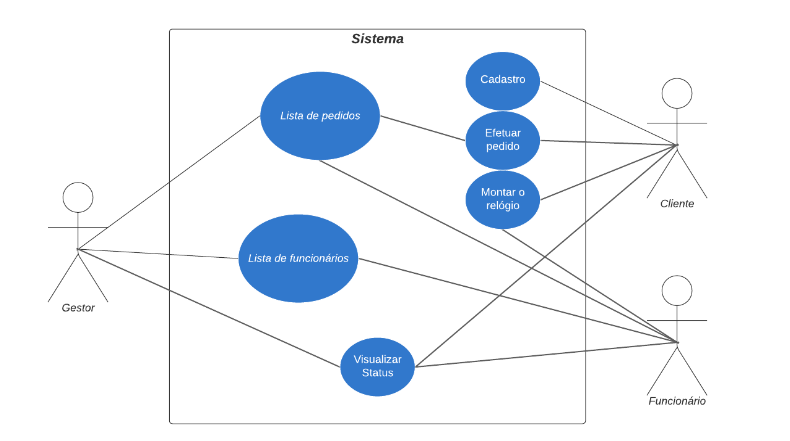 Sistema
Cadastro
Lista de pedidos
Efetuar
pedido
Montar o
relógio
Cliente
Lista de funcionários
Gestor
Visualizar
Status
Funcionário